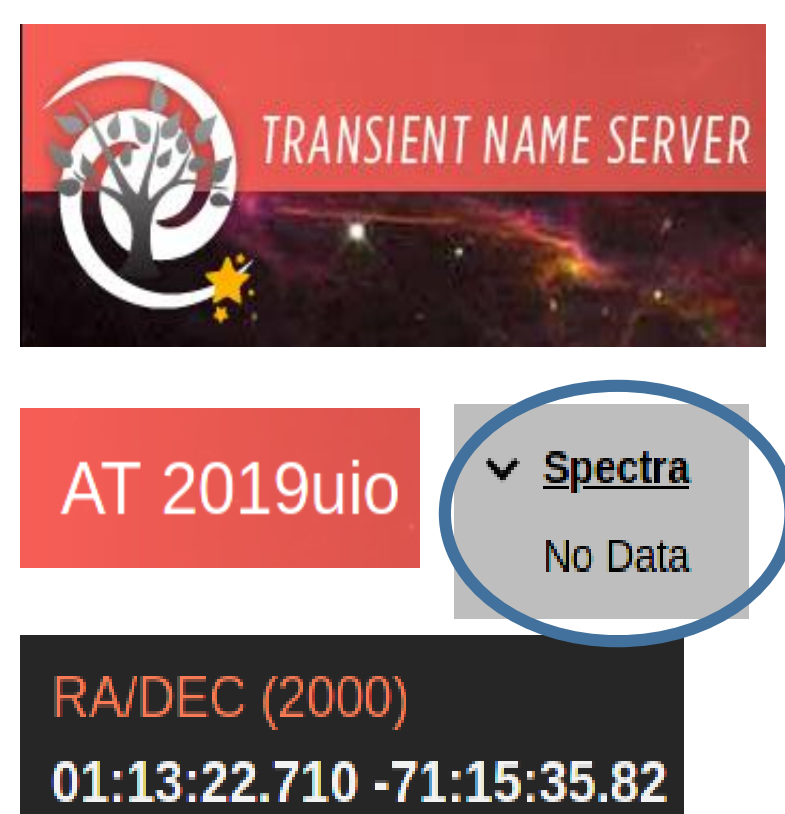 TRANSIENT NAME SERVER
AT 2019uio
Spectra
No Data
RA/DEC (2000)
01:13:22.710 -71:15:35.82